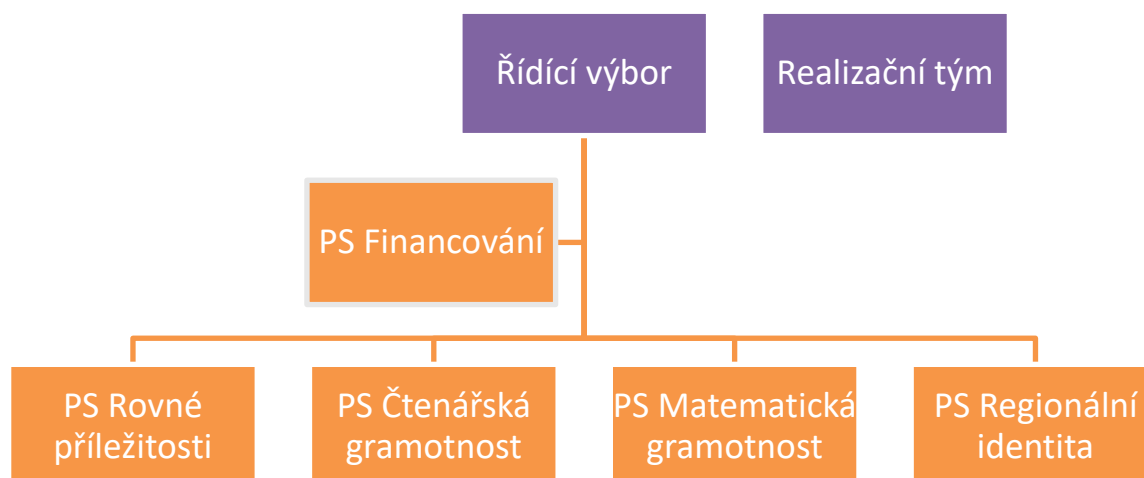 Řídící výbor
Realizační tým
PS Financování
PS Rovné
příležitosti
PS Čtenářská
gramotnost
PS Matematická
gramotnost
PS Regionální
identita